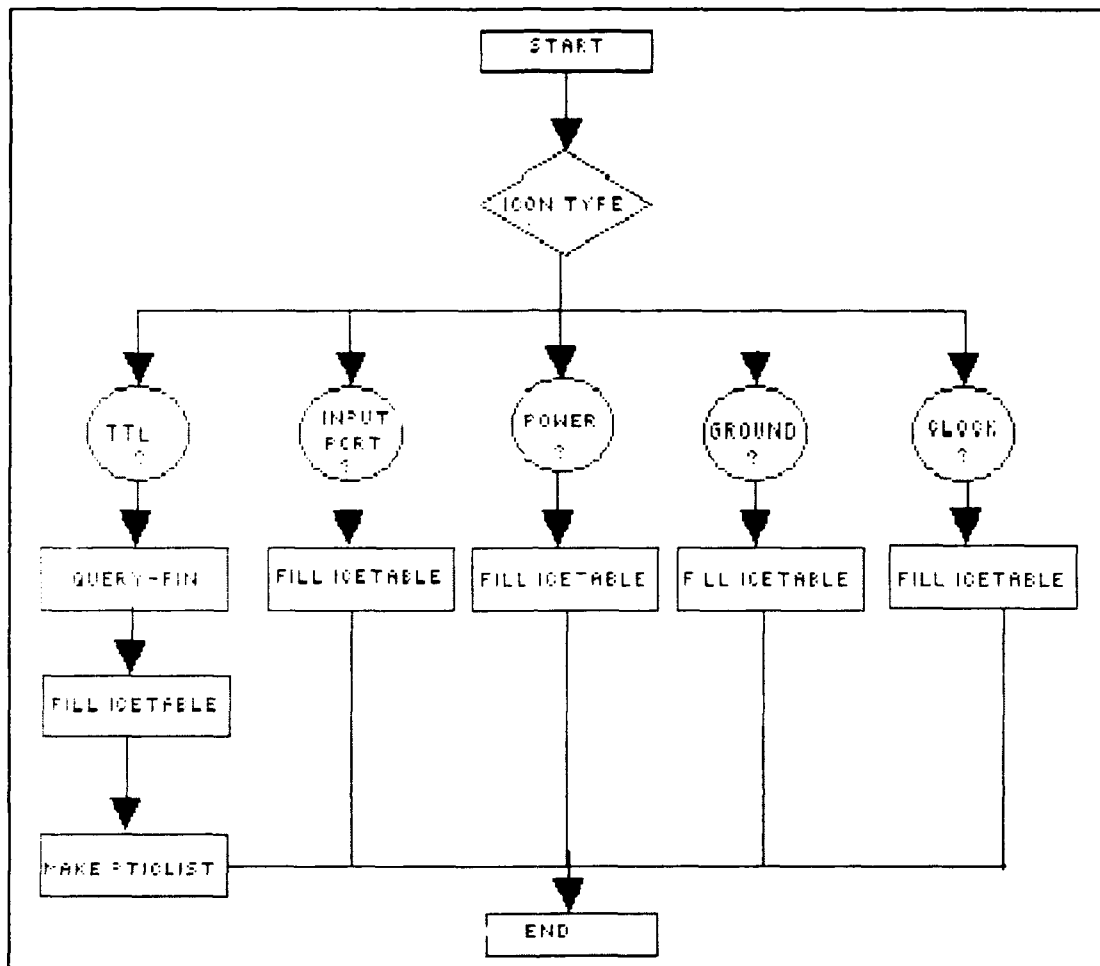 START
ICON TYPE
TTL
?
INPUT
PORT
?
POWER
?
GROUND
?
CLOCK
?
QUERY-PIN
FILL ICETABLE
FILL ICETABLE
FILL ICETABLE
FILL ICETABLE
FILL ICETABLE
MAKE
END